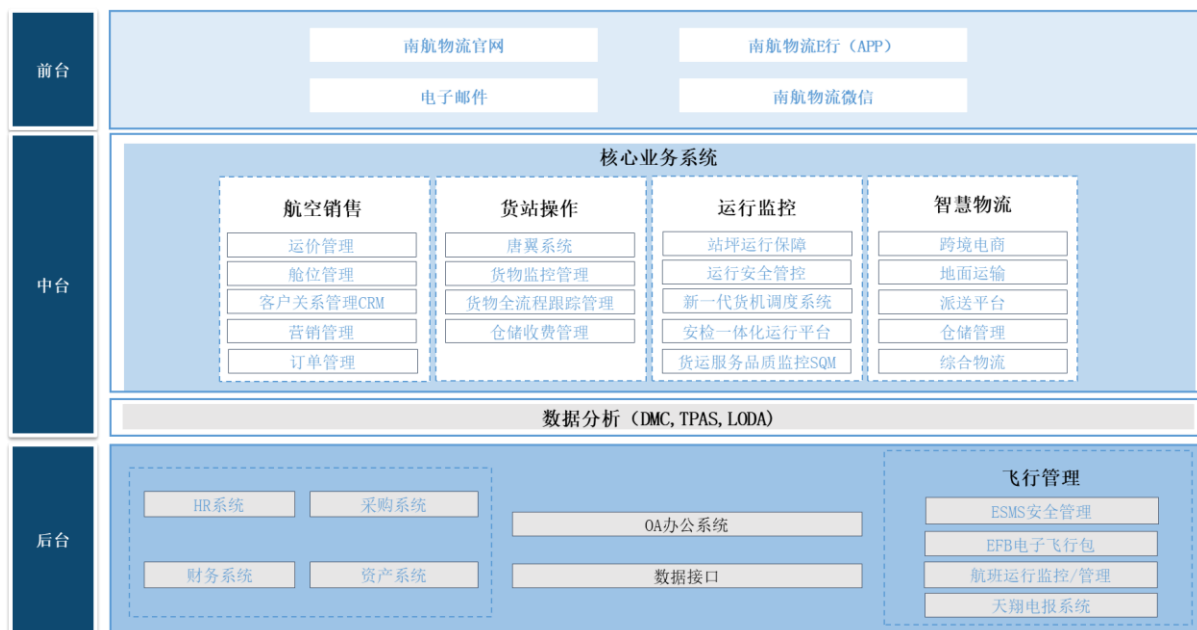 前台
南航物流官网
南航物流E行（APP）
电子邮件
南航物流微信
中台
核心业务系统
航空销售
运价管理
舱位管理
客户关系管理CRM
营销管理
订单管理
货站操作
唐翼系统
货物监控管理
货物全流程跟踪管理
仓储收费管理
运行监控
站坪运行保障
运行安全管控
新一代货机调度系统
安检一体化运行平台
货运服务品质监控SQM
智慧物流
跨境电商
地面运输
派送平台
仓储管理
综合物流
数据分析（DMC,TPAS,LODA)
后台
HR系统
采购系统
财务系统
资产系统
OA办公系统
数据接口
飞行管理
ESMS安全管理
EFB电子飞行包
航班运行监控/管理
天翔电报系统